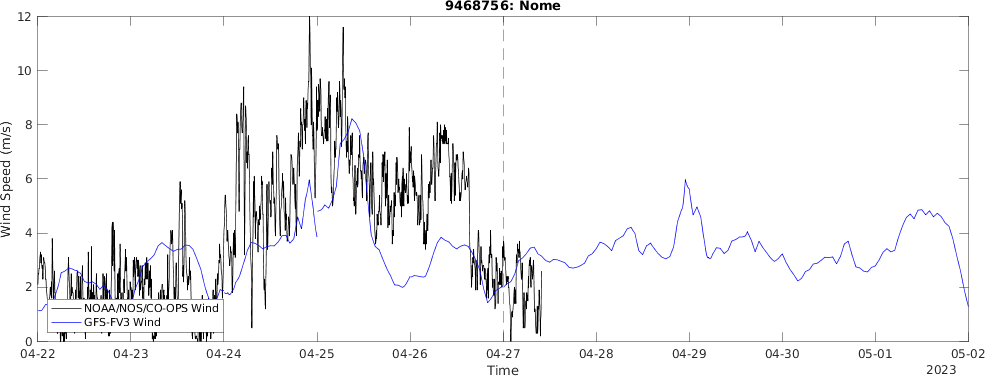 9468756: Nome
12
10
8
6
4
2
0
Wind Speed (m/s)
NOAA/NOS/CO-OPS Wind
GFS-FV3 Wind
04-22 04-23 04-24 04-25 04-26 04-27 04-28 04-29 04-30 05-01 05-02
Time
2023